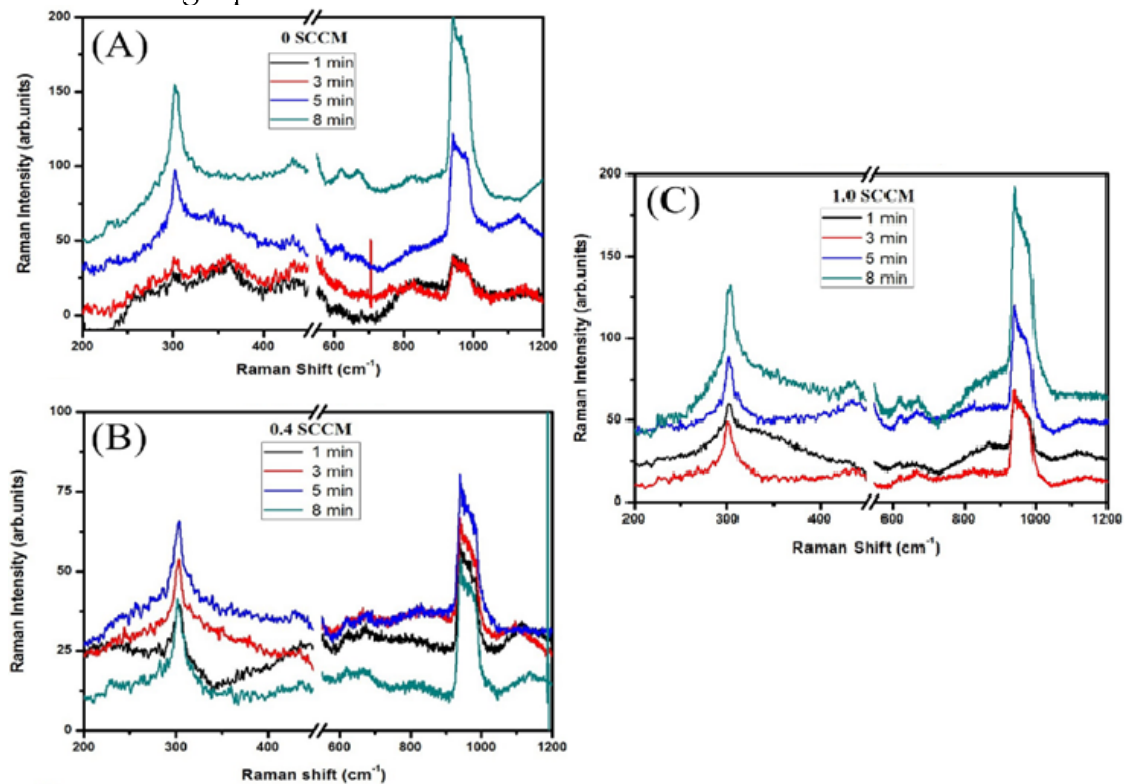 (A)
0 SCCM
1 min
3 min
5 min
8 min
Raman Intensity (arb.units)
200
150
100
50
0
200 300 400 600 800 1000 1200
Raman Shift (cm-1)
(B)
0.4 SCCM
1 min
3 min
5 min
8 min
Raman Intensity (arb.units)
100
75
50
25
0
200 300 400 600 800 1000 1200
Raman shift (cm-1)
(C)
1.0 SCCM
1 min
3 min
5 min
8 min
Raman Intensity (arb.units)
200
150
100
50
0
200 300 400 600 800 1000 1200
Raman Shift (cm-1)